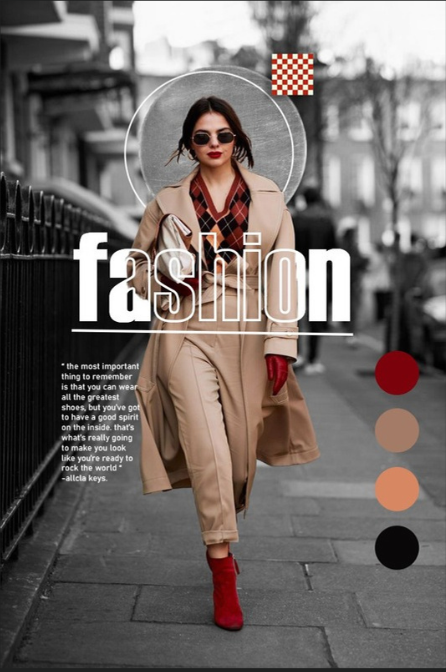 fashion
" the most important
thing to remember
is that you can wear
all the greatest
shoes, but you've got
to have a good spirit
on the inside. that's
what's really going
to make you look
like you're ready to
rock the world "
-allcia keys.